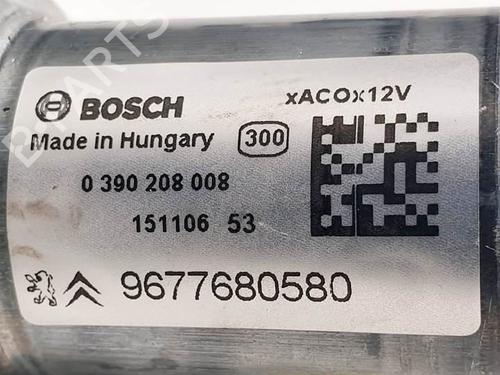 BOSCH
xACOx12V
Made in Hungary 300
0 390 208 008
151106 53
9677680580